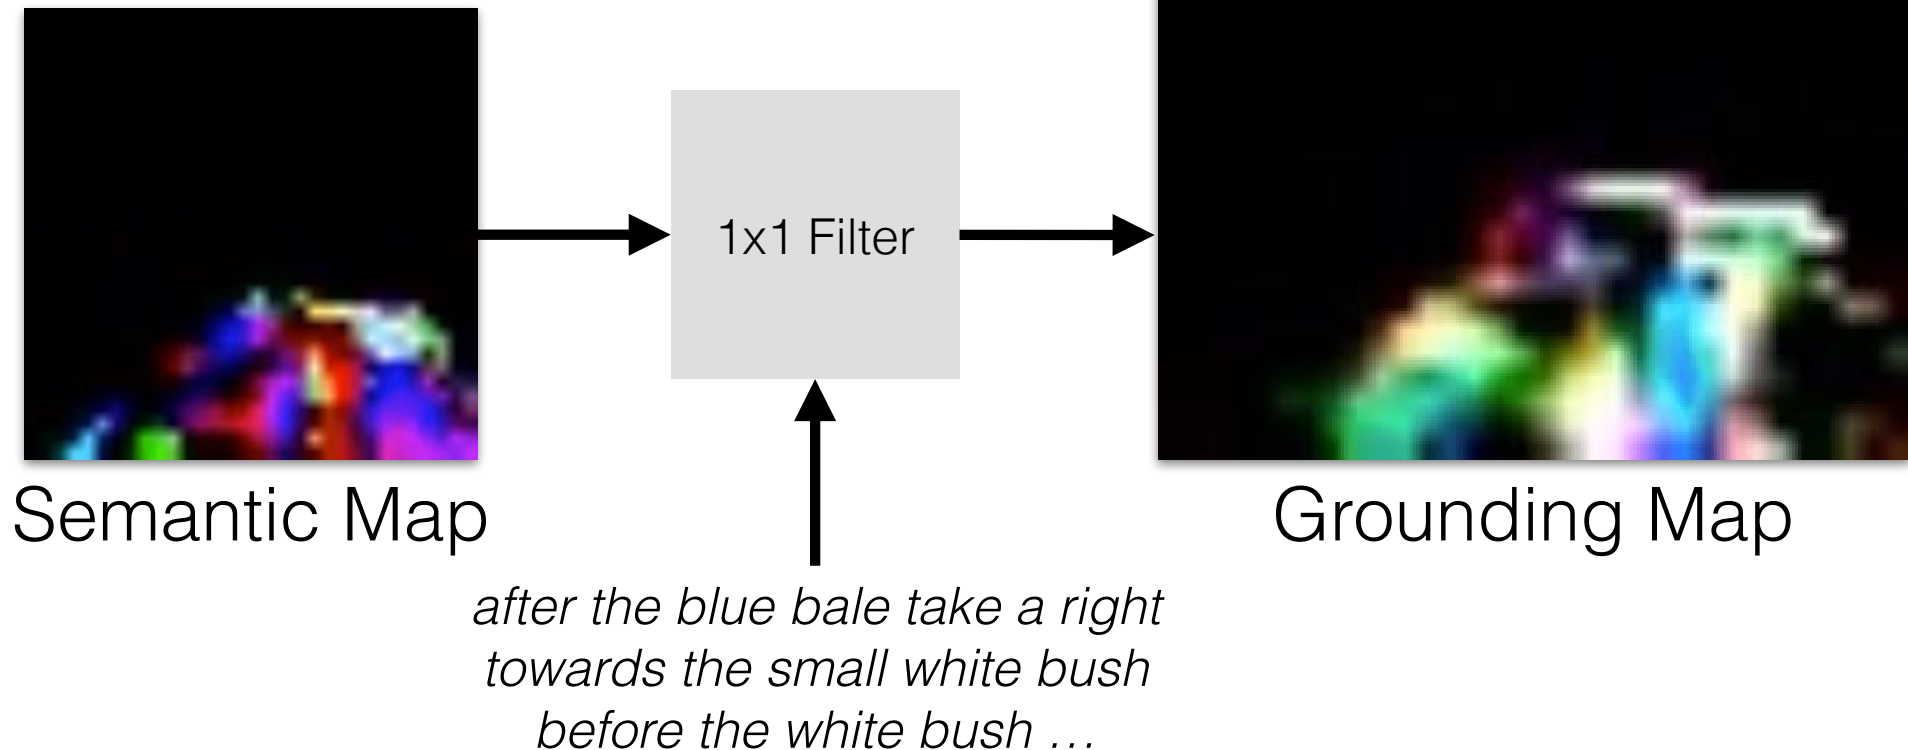 1x1 Filter
Semantic Map
Grounding Map
after the blue bale take a right
towards the small white bush
before the white bush …